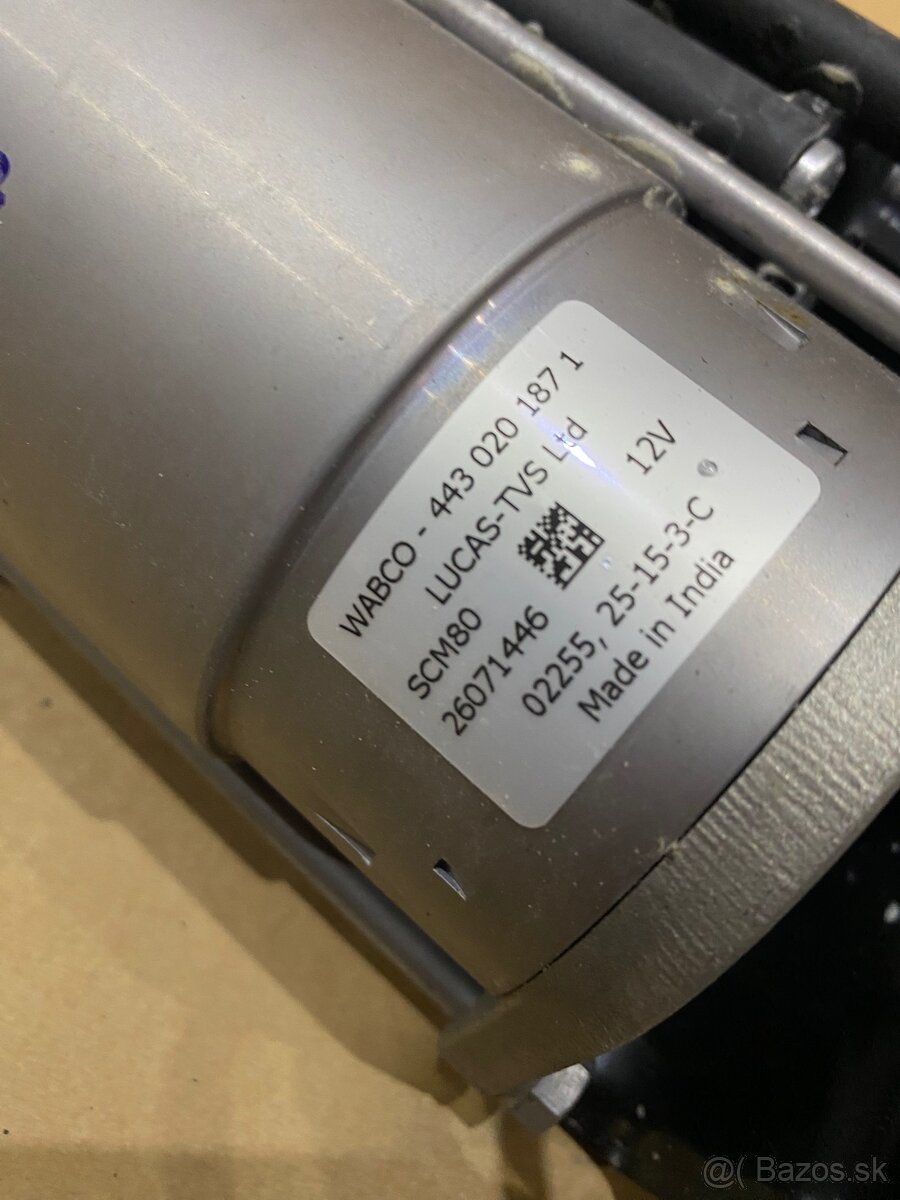 WABCO - 443 020 187 1
LUCAS-TVS Ltd
SCM80 12V
26071446
02255, 25-15-3-C
Made in India
@( Bazos.sk